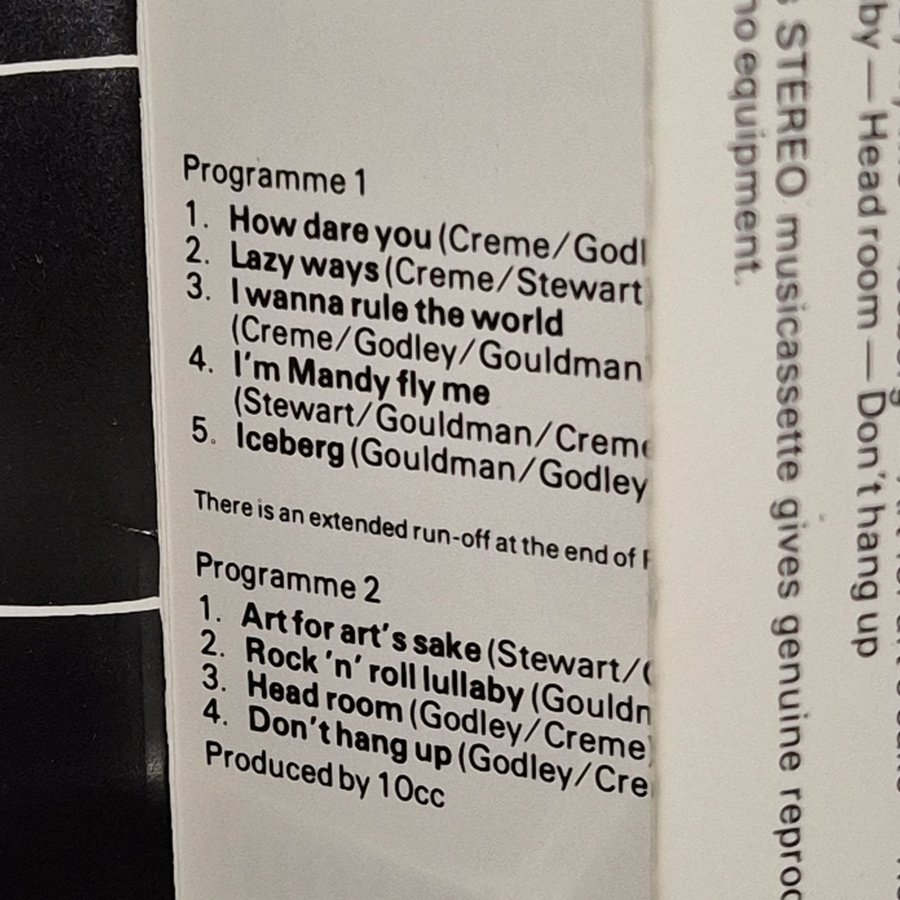 Programme 1
1. How dare you (Creme/Godl
2. Lazy ways (Creme/Stewart
3. I wanna rule the world
(Creme/Godley/Gouldman
4. I'm Mandy fly me
(Stewart/Gouldman/Creme
5. Iceberg (Gouldman/Godley
There is an extended run-off at the end of
Programme 2
1. Art for art's sake (Stewart/
2. Rock 'n' roll lullaby (Gouldn
3. Head room (Godley/Creme)
4. Don't hang up (Godley/Cre
Produced by 10cc
by — Head room — Don't hang up
STEREO musicassette gives genuine reproc
no equipment.